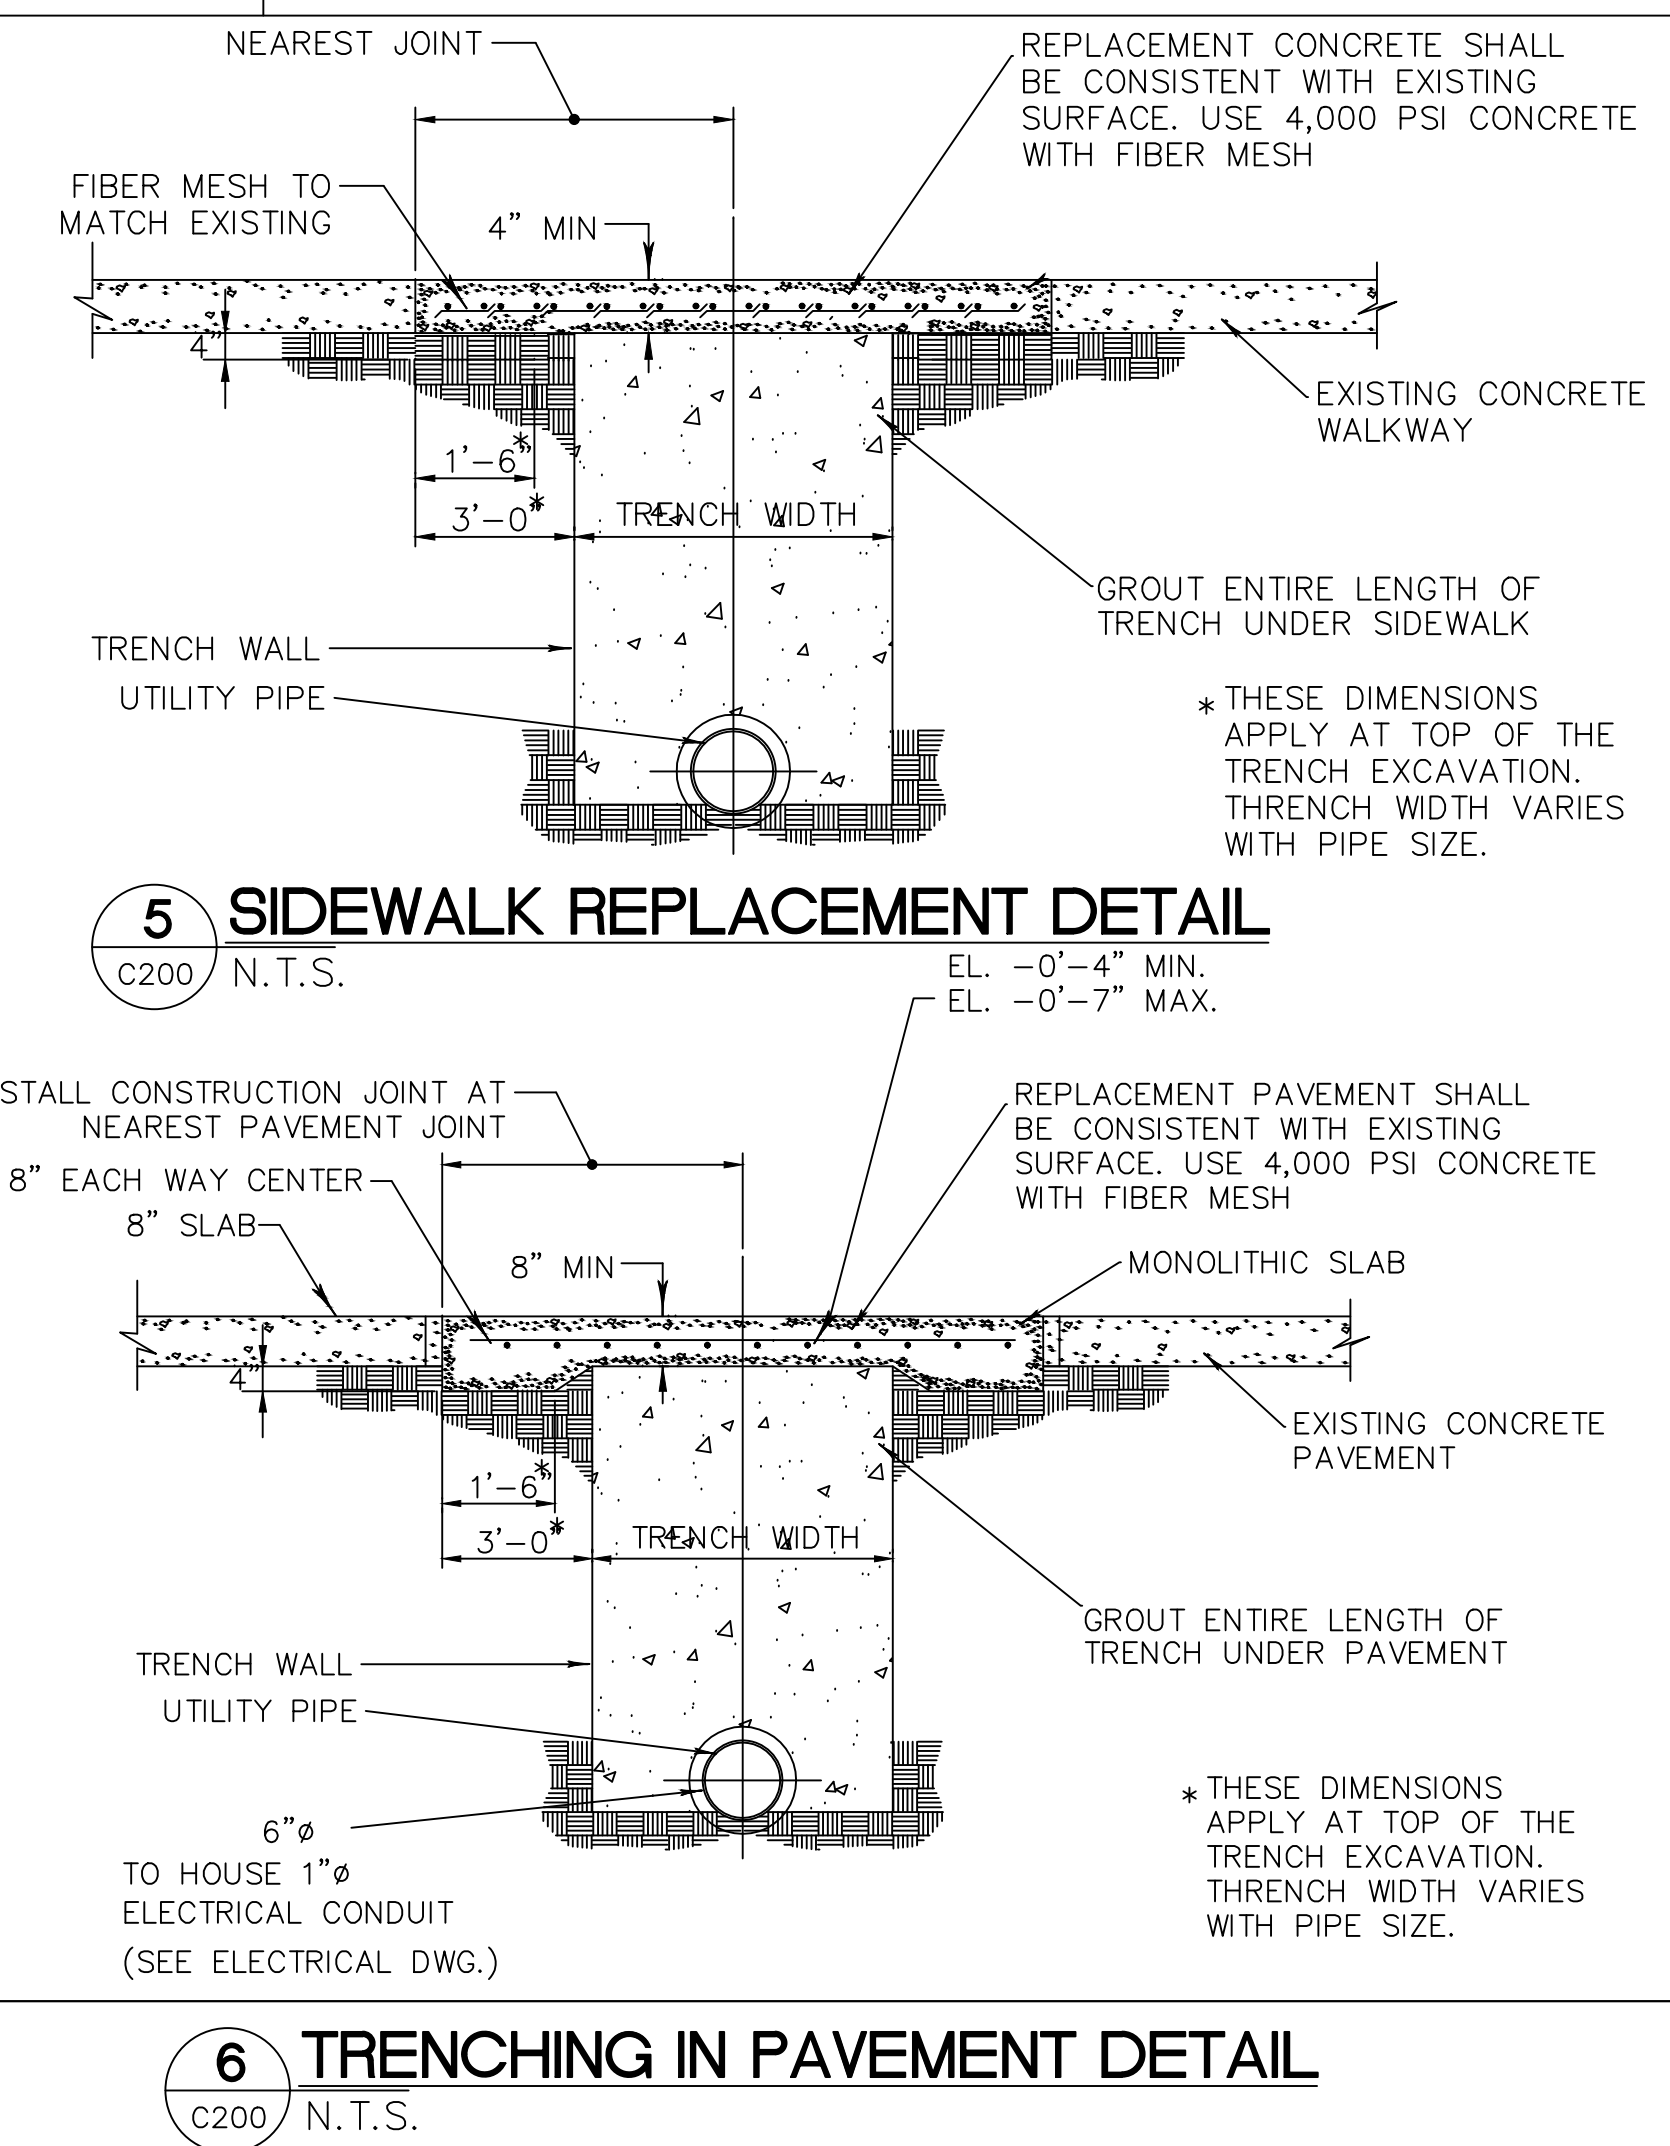 NEAREST JOINT
REPLACEMENT CONCRETE SHALL
BE CONSISTENT WITH EXISTING
SURFACE. USE 4,000 PSI CONCRETE
WITH FIBER MESH
FIBER MESH TO
MATCH EXISTING
4" MIN
4"
EXISTING CONCRETE
WALKWAY
1'-6"*
3'-0"*
TRENCH WIDTH
GROUT ENTIRE LENGTH OF
TRENCH UNDER SIDEWALK
TRENCH WALL
UTILITY PIPE
* THESE DIMENSIONS
APPLY AT TOP OF THE
TRENCH EXCAVATION.
THRENCH WIDTH VARIES
WITH PIPE SIZE.
5
C200
SIDEWALK REPLACEMENT DETAIL
N.T.S.
EL. -0'-4" MIN.
EL. -0'-7" MAX.
STALL CONSTRUCTION JOINT AT
NEAREST PAVEMENT JOINT
REPLACEMENT PAVEMENT SHALL
BE CONSISTENT WITH EXISTING
SURFACE. USE 4,000 PSI CONCRETE
WITH FIBER MESH
8" EACH WAY CENTER
8" SLAB
8" MIN
MONOLITHIC SLAB
4"
EXISTING CONCRETE
PAVEMENT
1'-6"*
3'-0"*
TRENCH WIDTH
GROUT ENTIRE LENGTH OF
TRENCH UNDER PAVEMENT
TRENCH WALL
UTILITY PIPE
6"ø
TO HOUSE 1"ø
ELECTRICAL CONDUIT
(SEE ELECTRICAL DWG.)
* THESE DIMENSIONS
APPLY AT TOP OF THE
TRENCH EXCAVATION.
THRENCH WIDTH VARIES
WITH PIPE SIZE.
6
C200
TRENCHING IN PAVEMENT DETAIL
N.T.S.